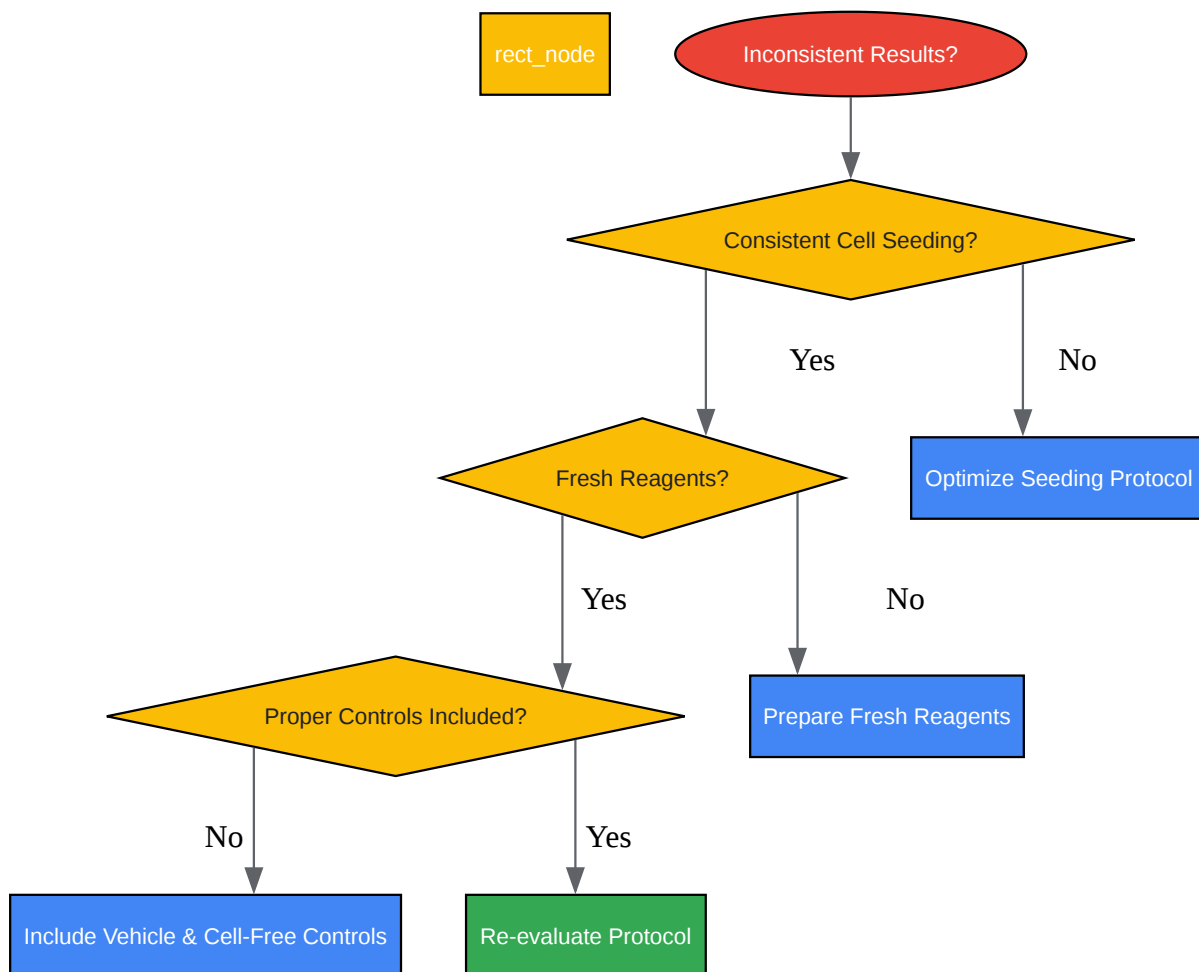 rect_node
Inconsistent Results?
Consistent Cell Seeding?
Yes
No
Fresh Reagents?
Optimize Seeding Protocol
Yes
No
Proper Controls Included?
Prepare Fresh Reagents
No
Yes
Include Vehicle & Cell-Free Controls
Re-evaluate Protocol